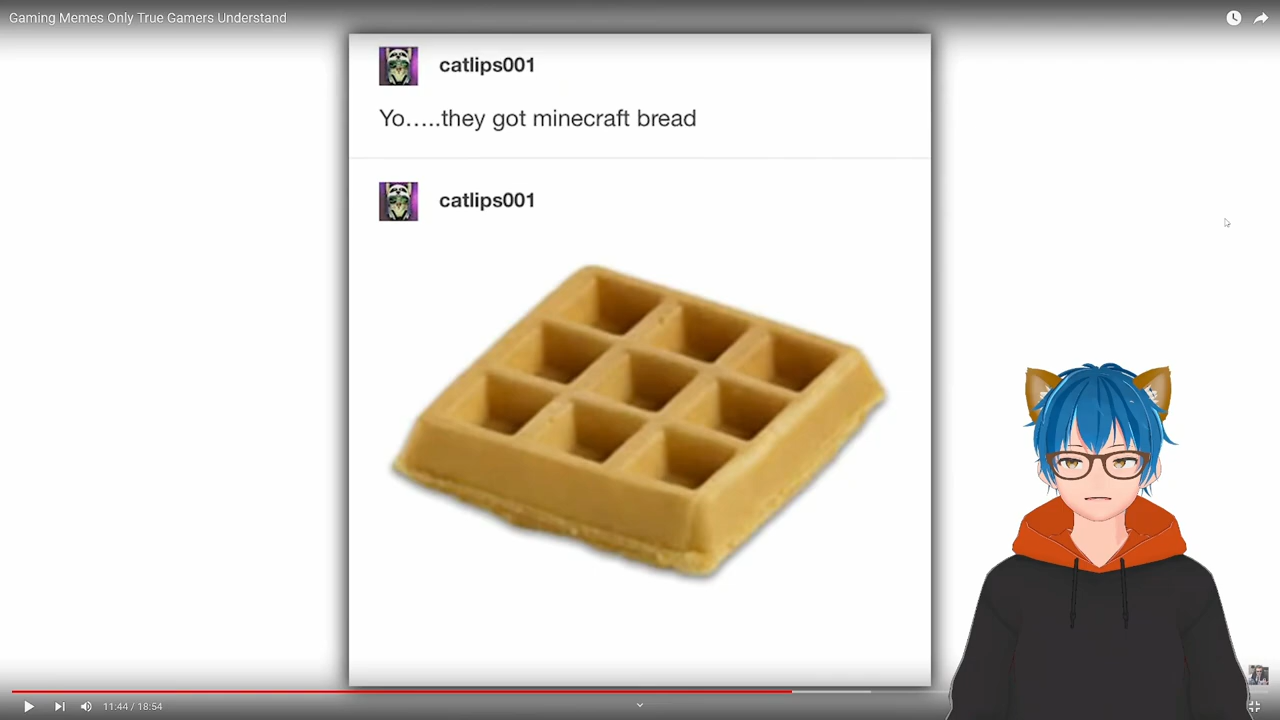 Gaming Memes Only True Gamers Understand
catlips001
Yo.....they got minecraft bread
catlips001
11:44 / 18:54